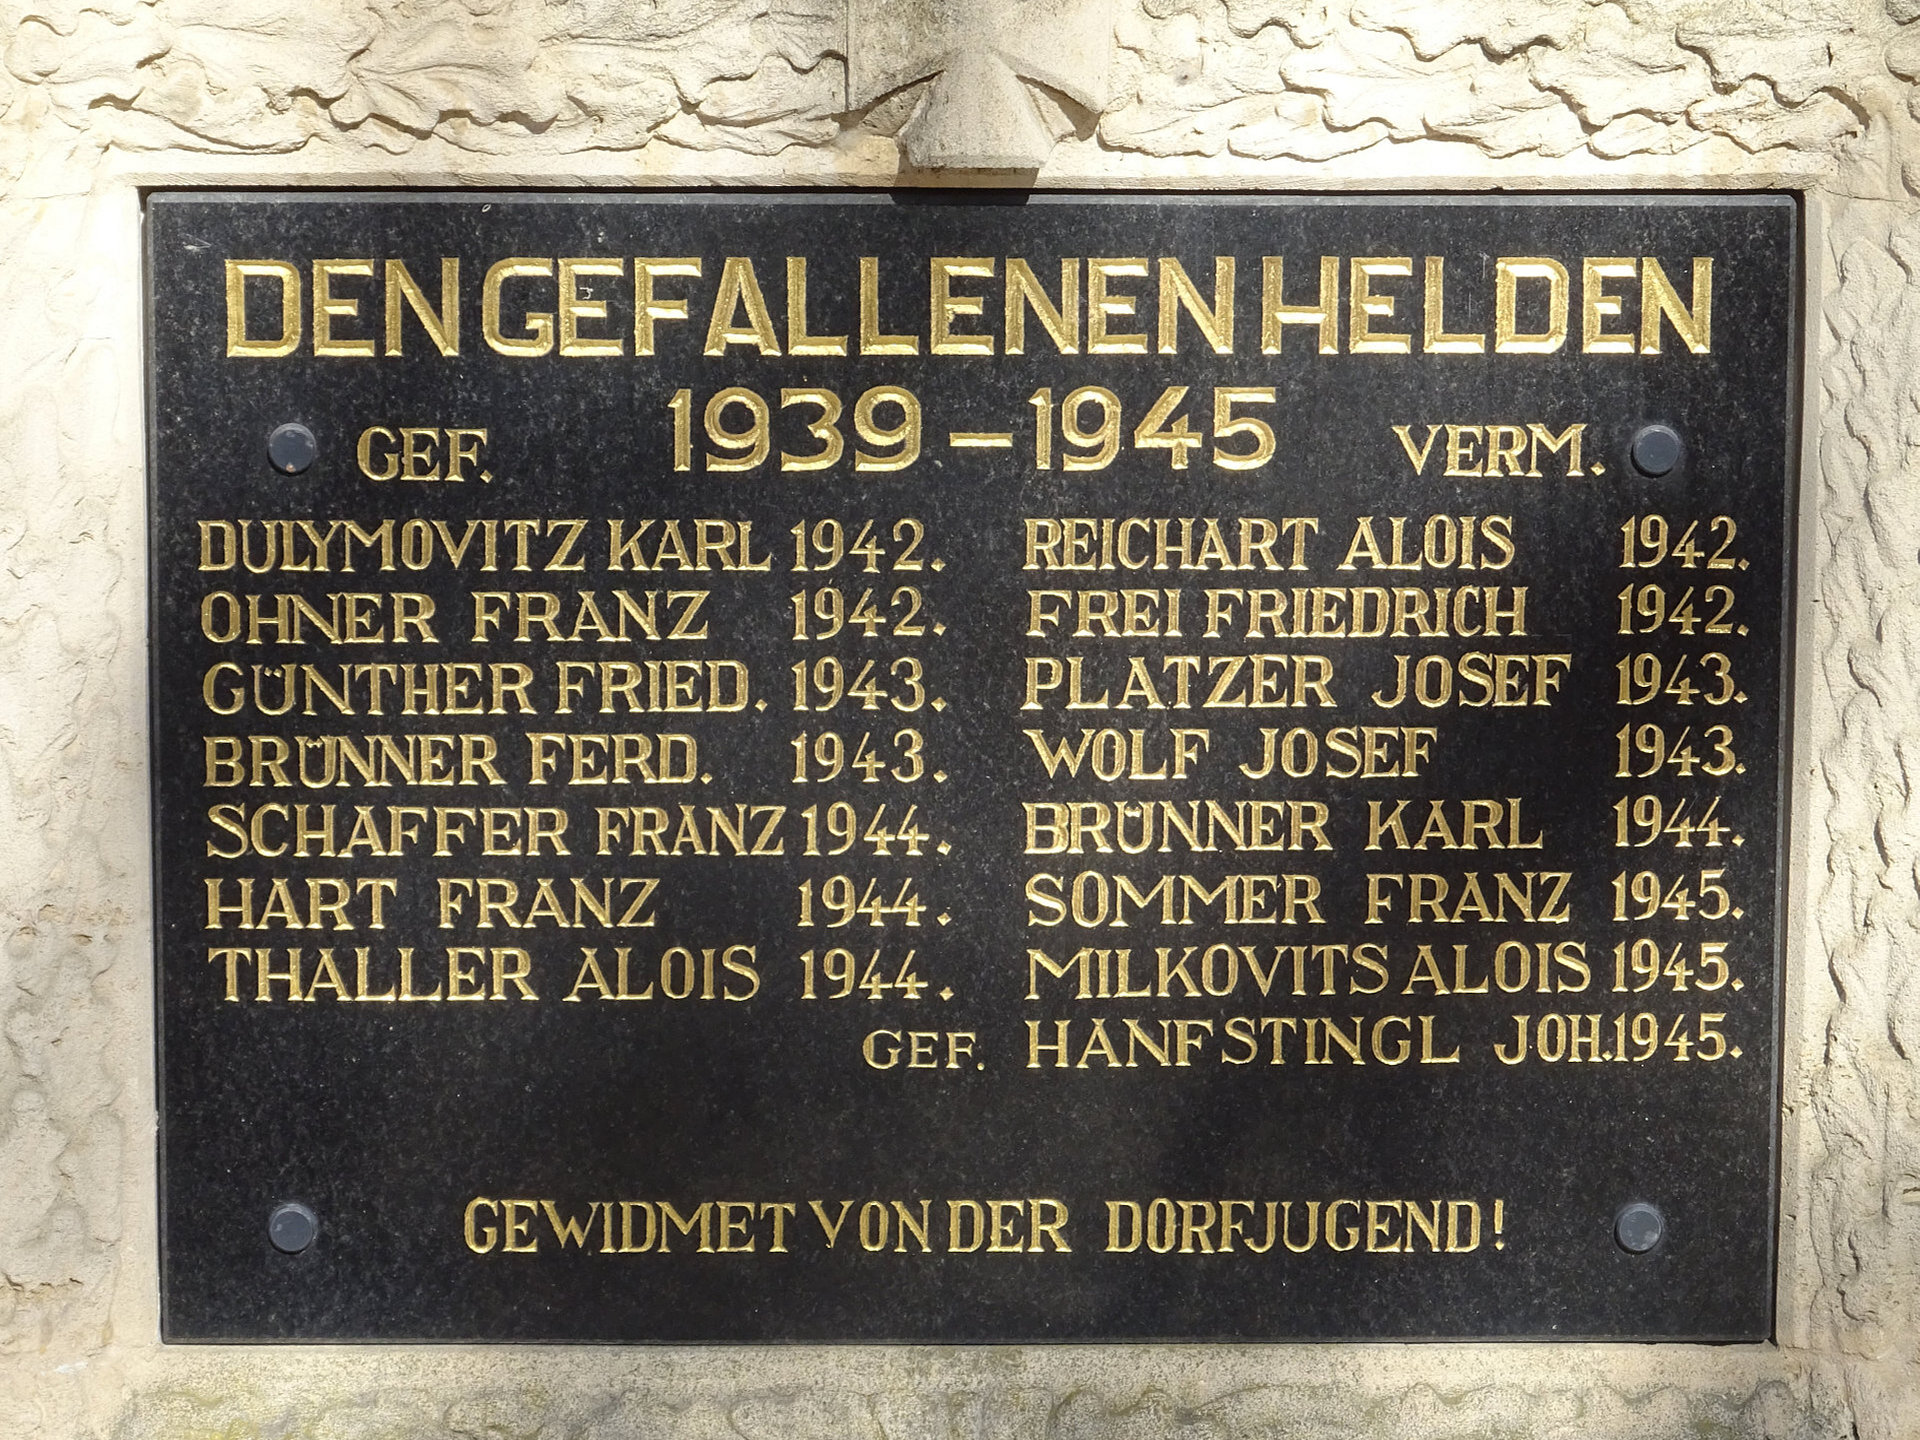 DEN GEFALLENEN HELDEN
1939 – 1945
GEF. VERM.
DULYMOVITZ KARL 1942. REICHART ALOIS 1942.
OHNER FRANZ 1942. FREI FRIEDRICH 1942.
GÜNTHER FRIED. 1943. PLATZER JOSEF 1943.
BRÜNNER FERD. 1943. WOLF JOSEF 1943.
SCHAFFER FRANZ 1944. BRÜNNER KARL 1944.
HART FRANZ 1944. SOMMER FRANZ 1945.
THALLER ALOIS 1944. MILKOVITS ALOIS 1945.
GEF. HANFSTINGL JOH. 1945.
GEWIDMET VON DER DORFJUGEND!